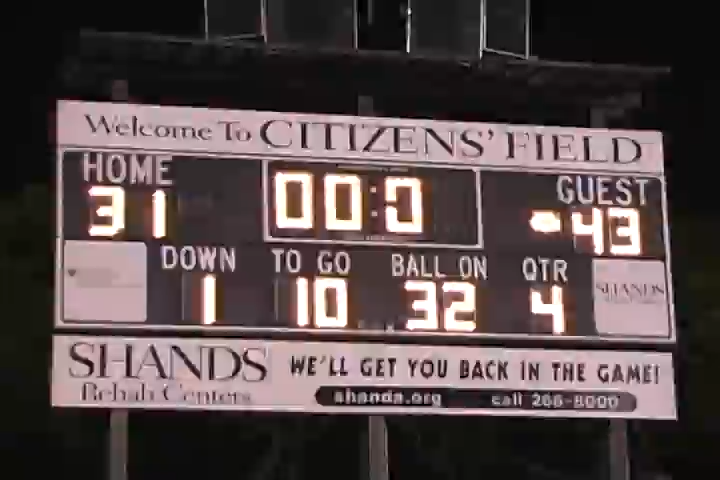 Welcome To CITIZENS' FIELD
HOME 00:0 GUEST
31 43
DOWN TO GO BALL ON QTR
1 10 32 4
SHANDS
SHANDS WE'LL GET YOU BACK IN THE GAME!
Rehab Centers shands.org call 266-8000